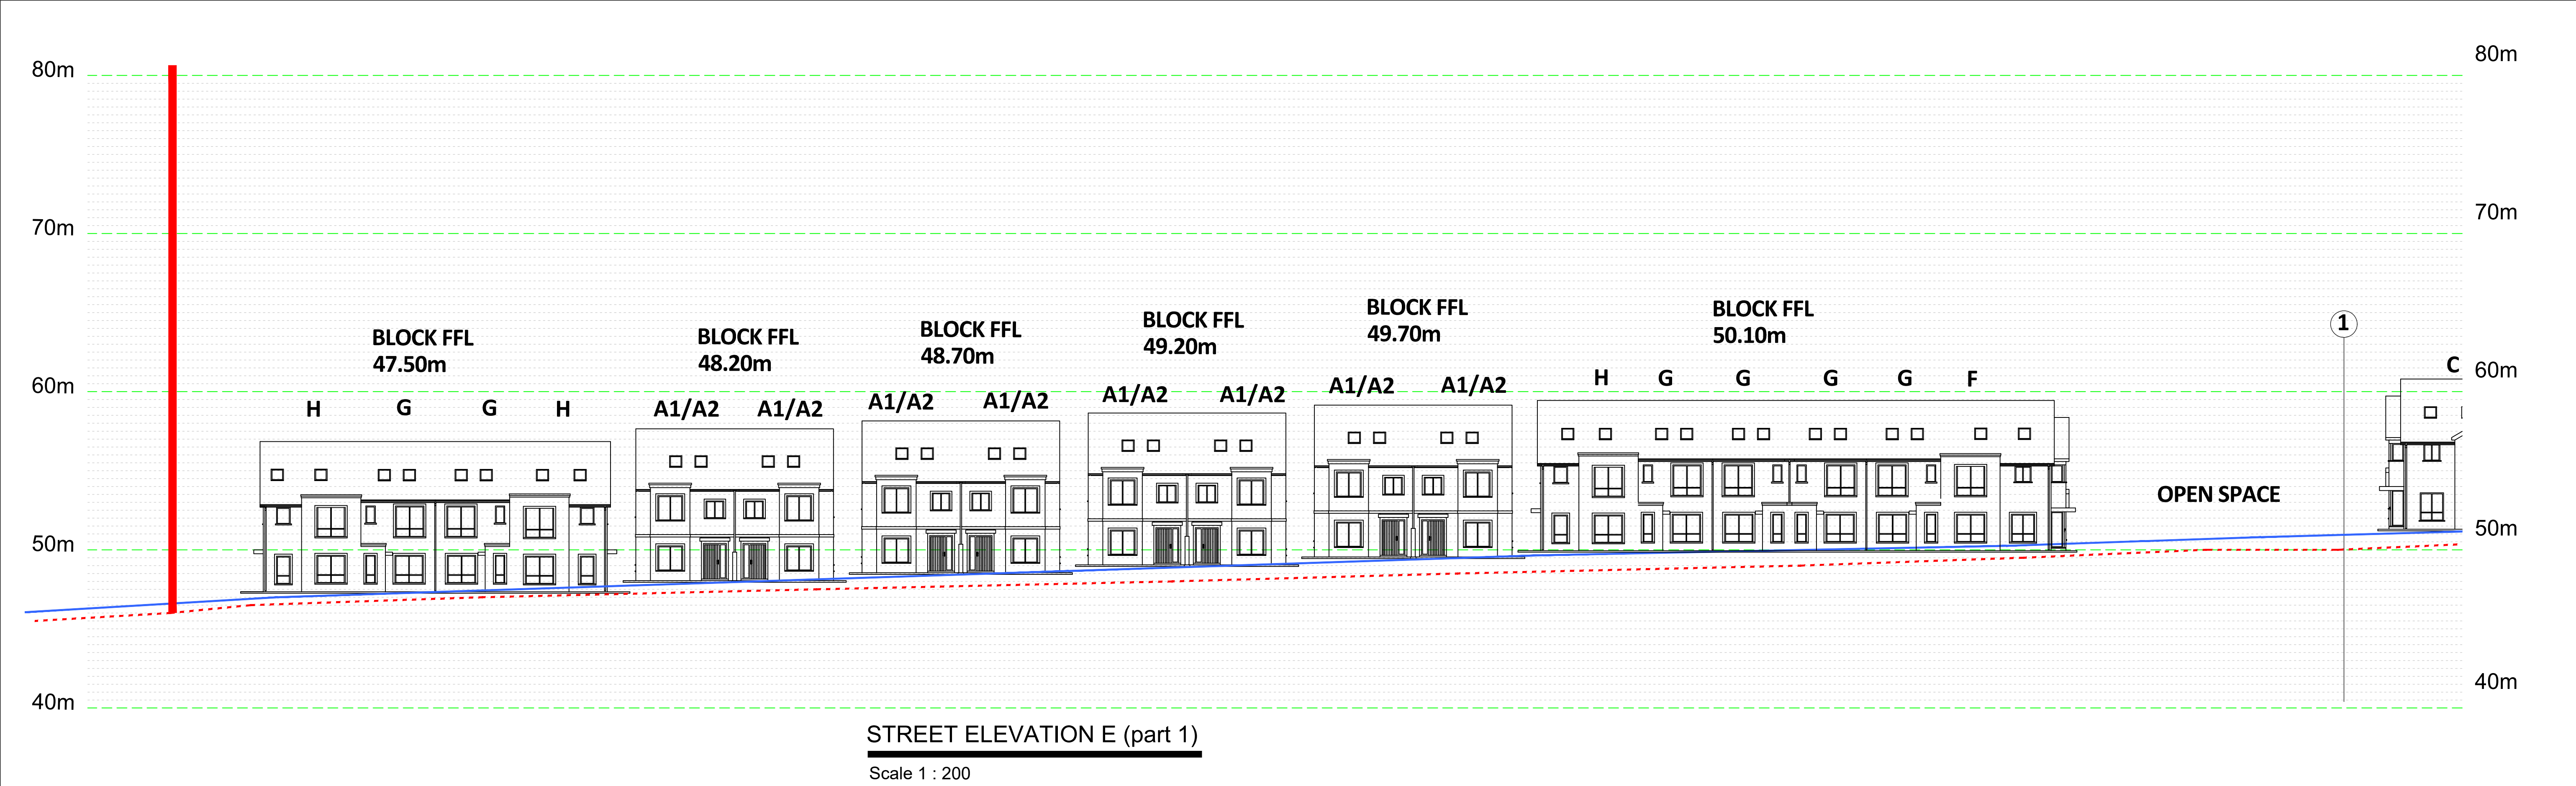 80m
80m
70m
70m
BLOCK FFL
47.50m
BLOCK FFL
48.20m
BLOCK FFL
48.70m
BLOCK FFL
49.20m
BLOCK FFL
49.70m
BLOCK FFL
50.10m
1
60m
60m
H G G H
A1/A2 A1/A2
A1/A2 A1/A2
A1/A2 A1/A2
A1/A2 A1/A2
H G G G G F
C
OPEN SPACE
50m
50m
40m
40m
STREET ELEVATION E (part 1)
Scale 1 : 200